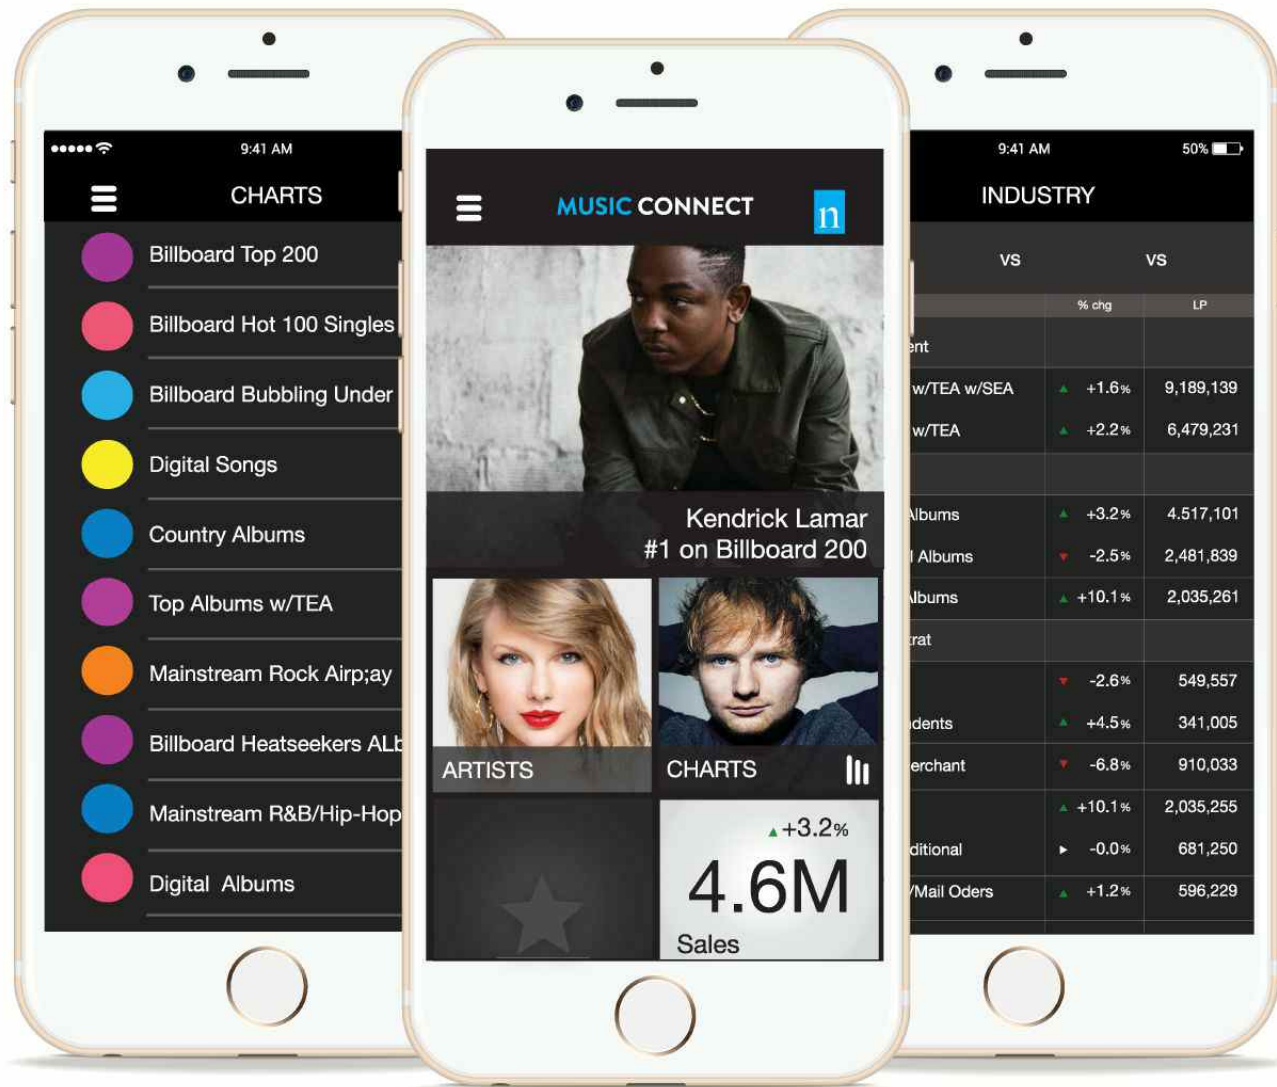 9:41 AM
CHARTS
Billboard Top 200
Billboard Hot 100 Singles
Billboard Bubbling Under
Digital Songs
Country Albums
Top Albums w/TEA
Mainstream Rock Airp;ay
Billboard Heatseekers ALb
Mainstream R&B/Hip-Hop
Digital Albums
MUSIC CONNECT
n
Kendrick Lamar
#1 on Billboard 200
ARTISTS
CHARTS
+3.2%
4.6M
Sales
9:41 AM 50%
INDUSTRY
VS VS
% chg LP
ent
w/TEA w/SEA +1.6% 9,189,139
w/TEA +2.2% 6,479,231
Albums +3.2% 4.517,101
l Albums -2.5% 2,481,839
Albums +10.1% 2,035,261
trat
-2.6% 549,557
ndents +4.5% 341,005
erchant -6.8% 910,033
+10.1% 2,035,255
ditional -0.0% 681,250
/Mail Oders +1.2% 596,229